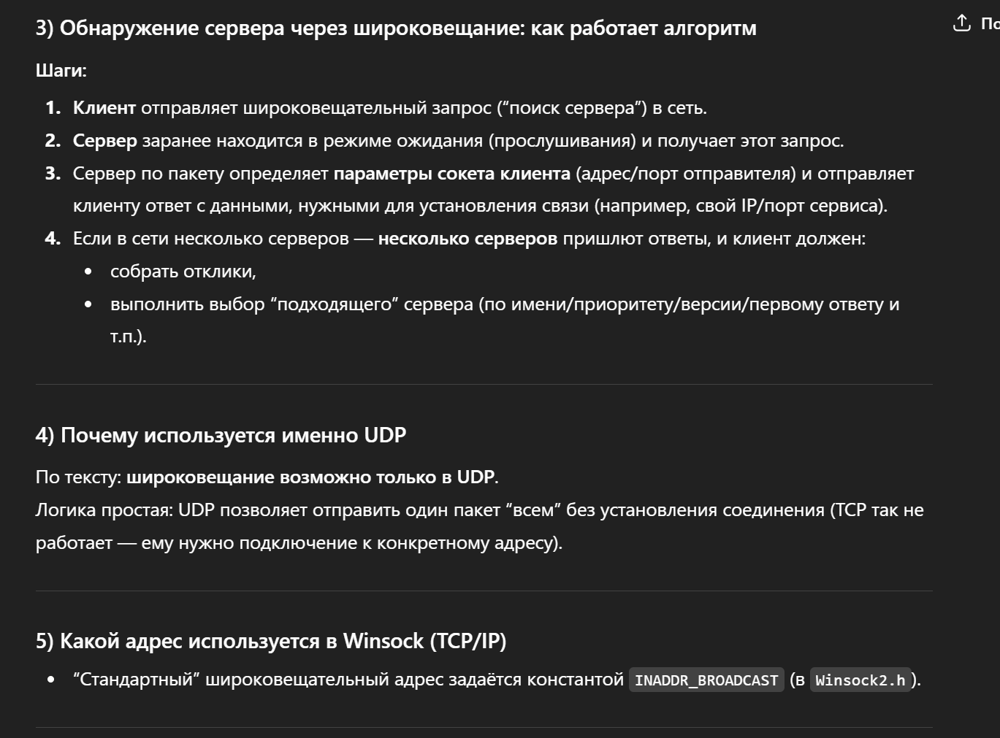 3) Обнаружение сервера через широковещание: как работает алгоритм
По
Шаги:
1. Клиент отправляет широковещательный запрос (“поиск сервера”) в сеть.
2. Сервер заранее находится в режиме ожидания (прослушивания) и получает этот запрос.
3. Сервер по пакету определяет параметры сокета клиента (адрес/порт отправителя) и отправляет
клиенту ответ с данными, нужными для установления связи (например, свой IP/порт сервиса).
4. Если в сети несколько серверов — несколько серверов пришлют ответы, и клиент должен:
• собрать отклики,
• выполнить выбор “подходящего” сервера (по имени/приоритету/версии/первому ответу и
т.п.).
4) Почему используется именно UDP
По тексту: широковещание возможно только в UDP.
Логика простая: UDP позволяет отправить один пакет “всем” без установления соединения (TCP так не
работает — ему нужно подключение к конкретному адресу).
5) Какой адрес используется в Winsock (TCP/IP)
• “Стандартный” широковещательный адрес задаётся константой INADDR_BROADCAST (в Winsock2.h).